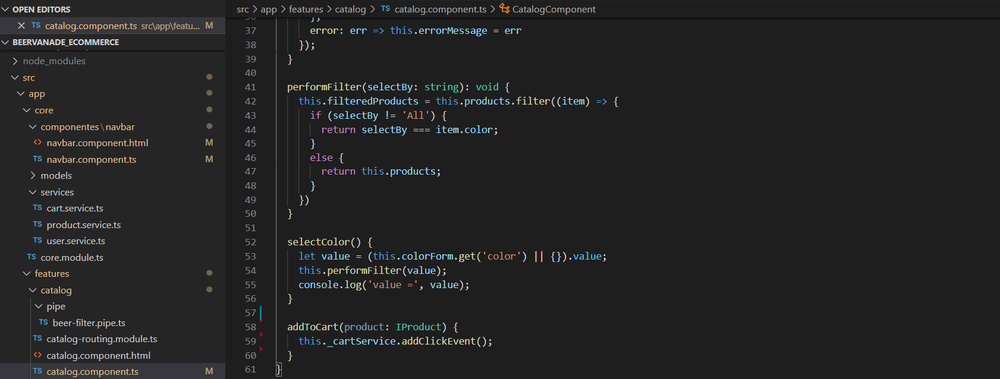 OPEN EDITORS
TS catalog.component.ts src\app\featu... M
BEERVANADE_ECOMMERCE
node_modules
src
app
core
componentes\navbar
<> navbar.component.html M
TS navbar.component.ts M
models
services
TS cart.service.ts
TS product.service.ts
TS user.service.ts
TS core.module.ts
features
catalog
pipe
TS beer-filter.pipe.ts
TS catalog-routing.module.ts
<> catalog.component.html
TS catalog.component.ts M
src > app > features > catalog > TS catalog.component.ts > CatalogComponent
36 },
37 error: err => this.errorMessage = err
38 });
39 }
40
41 performFilter(selectBy: string): void {
42 this.filteredProducts = this.products.filter((item) => {
43 if (selectBy != 'All') {
44 return selectBy === item.color;
45 }
46 else {
47 return this.products;
48 }
49 })
50 }
51
52 selectColor() {
53 let value = (this.colorForm.get('color') || {}).value;
54 this.performFilter(value);
55 console.log('value =', value);
56 }
57
58 addToCart(product: IProduct) {
59 this._cartService.addClickEvent();
60 }
61 }